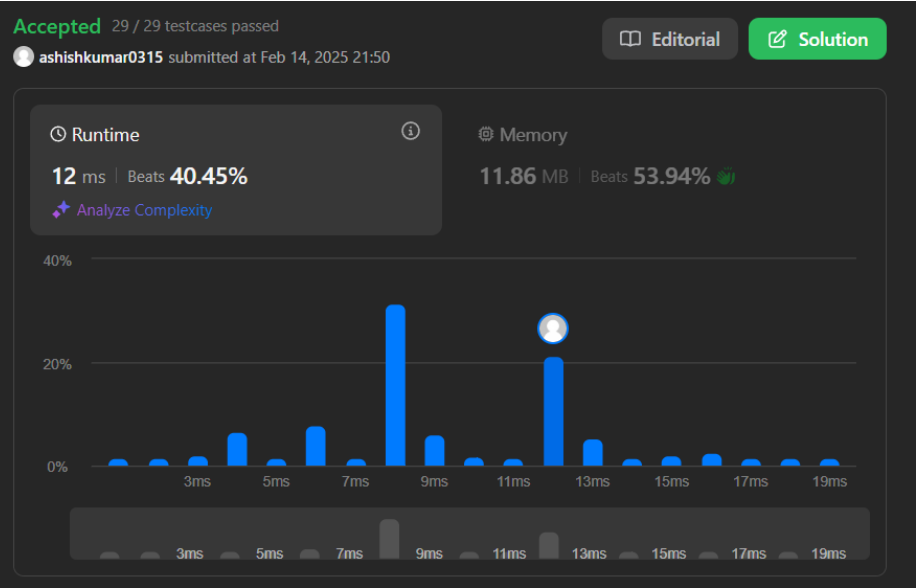 Accepted 29 / 29 testcases passed
Editorial
Solution
ashishkumar0315 submitted at Feb 14, 2025 21:50
Runtime
12 ms | Beats 40.45%
Analyze Complexity
Memory
11.86 MB | Beats 53.94%
40%
20%
0%
3ms 5ms 7ms 9ms 11ms 13ms 15ms 17ms 19ms
3ms 5ms 7ms 9ms 11ms 13ms 15ms 17ms 19ms